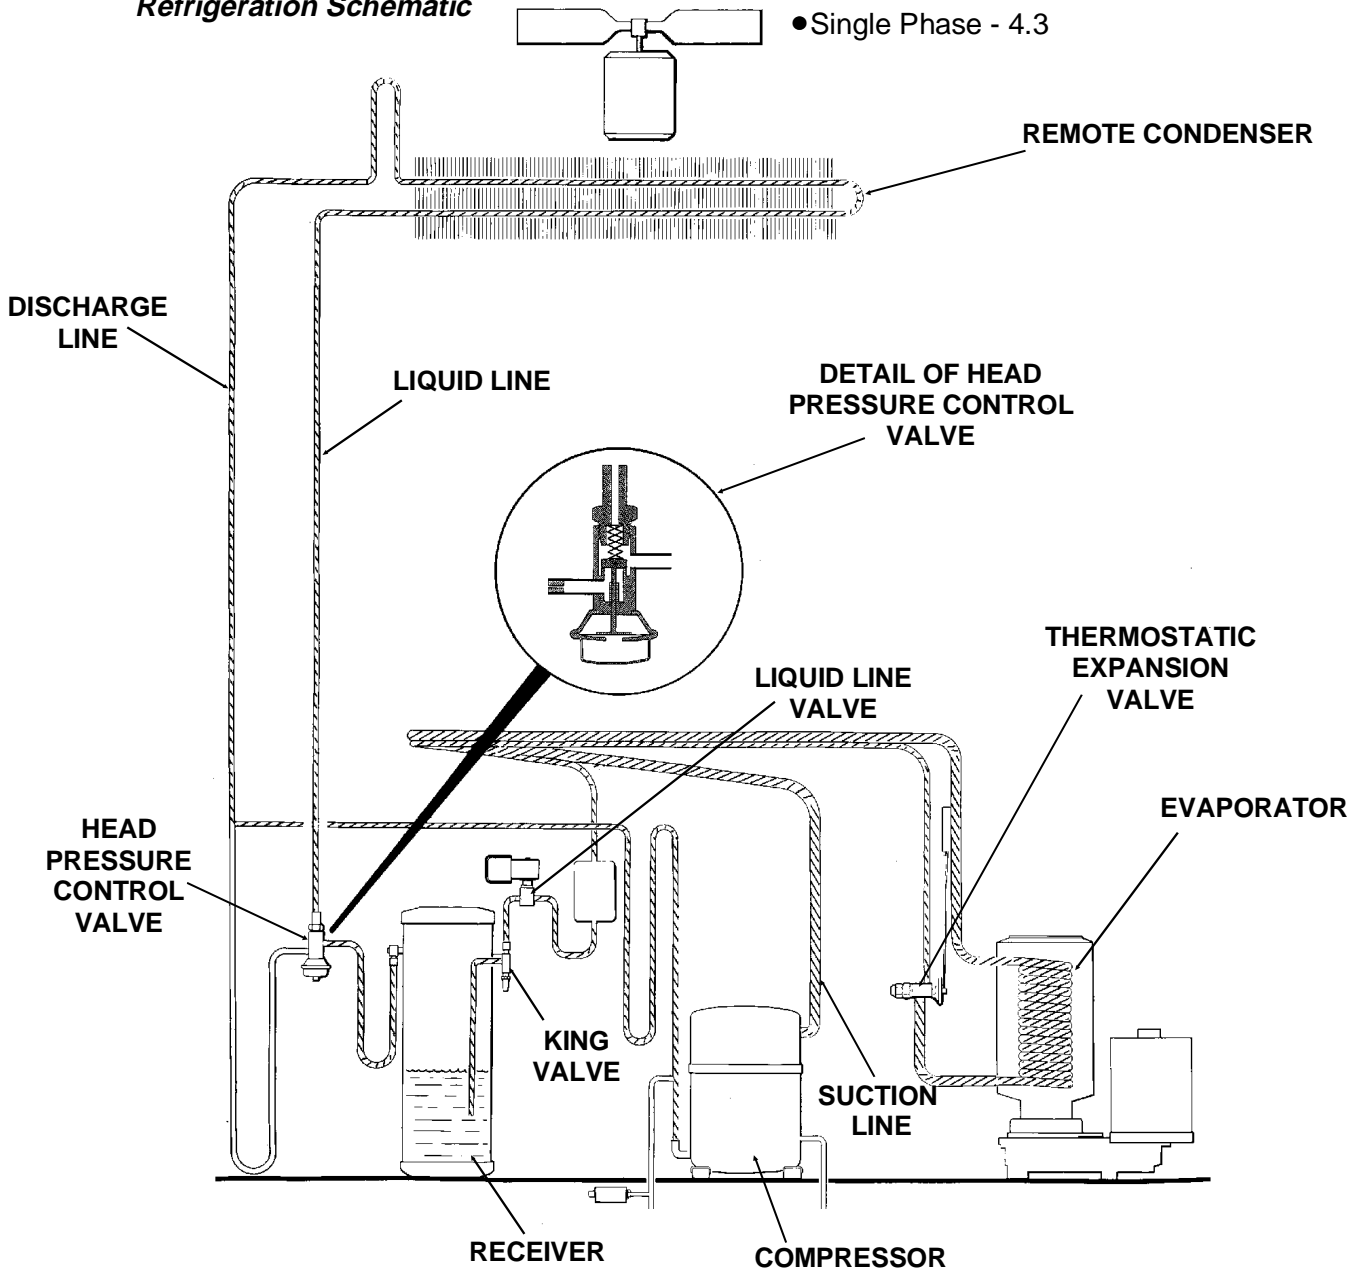 Refrigeration Schematic
●Single Phase - 4.3
REMOTE CONDENSER
DISCHARGE
LINE
LIQUID LINE
DETAIL OF HEAD
PRESSURE CONTROL
VALVE
THERMOSTATIC
EXPANSION
VALVE
LIQUID LINE
VALVE
EVAPORATOR
HEAD
PRESSURE
CONTROL
VALVE
KING
VALVE
SUCTION
LINE
RECEIVER
COMPRESSOR